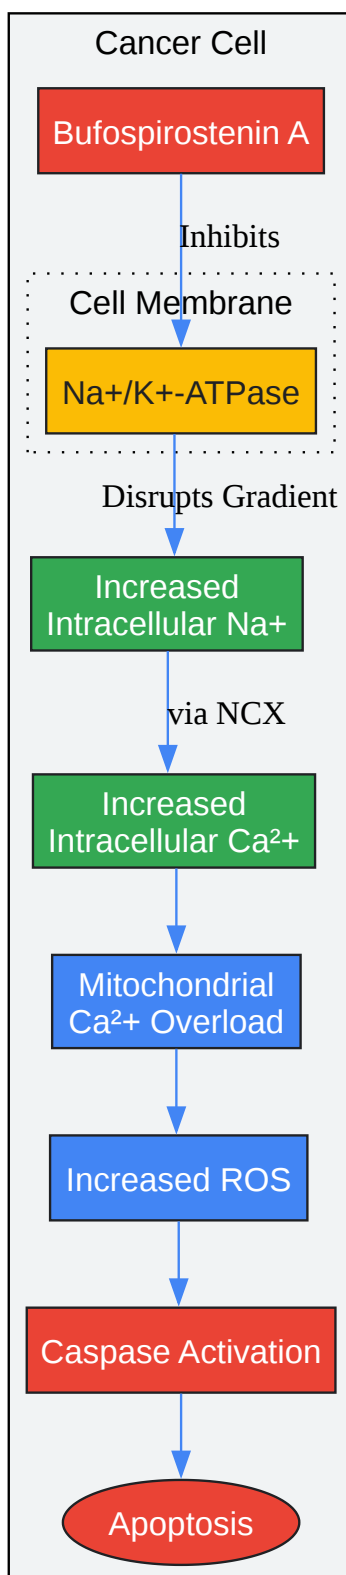 Cancer Cell
Bufospirostenin A
Inhibits
Cell Membrane
Na+/K+-ATPase
Disrupts Gradient
Increased
Intracellular Na+
via NCX
Increased
Intracellular Ca²+
Mitochondrial
Ca²+ Overload
Increased ROS
Caspase Activation
Apoptosis